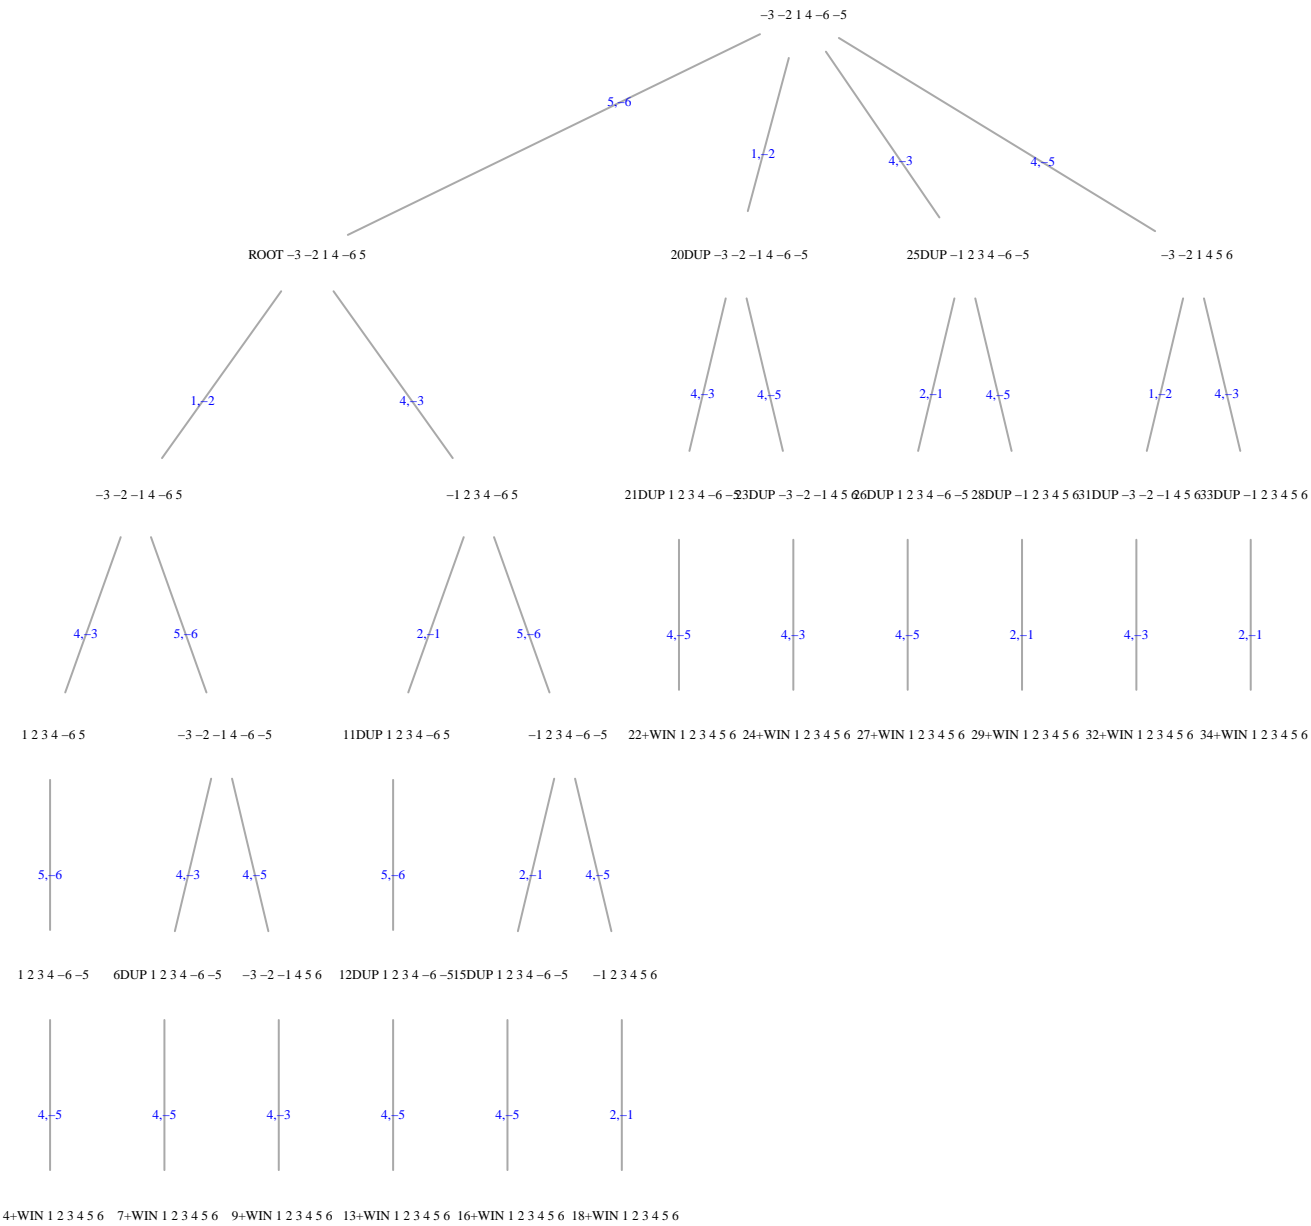 −3 −2 1 4 −6 −5
5,−6
1,−2
4,−3
4,−5
ROOT −3 −2 1 4 −6 5
20DUP −3 −2 −1 4 −6 −5
25DUP −1 2 3 4 −6 −5
−3 −2 1 4 5 6
1,−2
4,−3
4,−3
4,−5
2,−1
4,−5
1,−2
4,−3
−3 −2 −1 4 −6 5
−1 2 3 4 −6 5
21DUP 1 2 3 4 −6 −5
23DUP −3 −2 −1 4 5 6
26DUP 1 2 3 4 −6 −5
28DUP −1 2 3 4 5 6
31DUP −3 −2 −1 4 5 6
33DUP −1 2 3 4 5 6
4,−3
5,−6
2,−1
5,−6
4,−5
4,−3
4,−5
2,−1
4,−3
2,−1
1 2 3 4 −6 5
−3 −2 −1 4 −6 −5
11DUP 1 2 3 4 −6 5
−1 2 3 4 −6 −5
22+WIN 1 2 3 4 5 6
24+WIN 1 2 3 4 5 6
27+WIN 1 2 3 4 5 6
29+WIN 1 2 3 4 5 6
32+WIN 1 2 3 4 5 6
34+WIN 1 2 3 4 5 6
5,−6
4,−3
4,−5
5,−6
2,−1
4,−5
1 2 3 4 −6 −5
6DUP 1 2 3 4 −6 −5
−3 −2 −1 4 5 6
12DUP 1 2 3 4 −6 −5
15DUP 1 2 3 4 −6 −5
−1 2 3 4 5 6
4,−5
4,−5
4,−3
4,−5
4,−5
2,−1
4+WIN 1 2 3 4 5 6
7+WIN 1 2 3 4 5 6
9+WIN 1 2 3 4 5 6
13+WIN 1 2 3 4 5 6
16+WIN 1 2 3 4 5 6
18+WIN 1 2 3 4 5 6